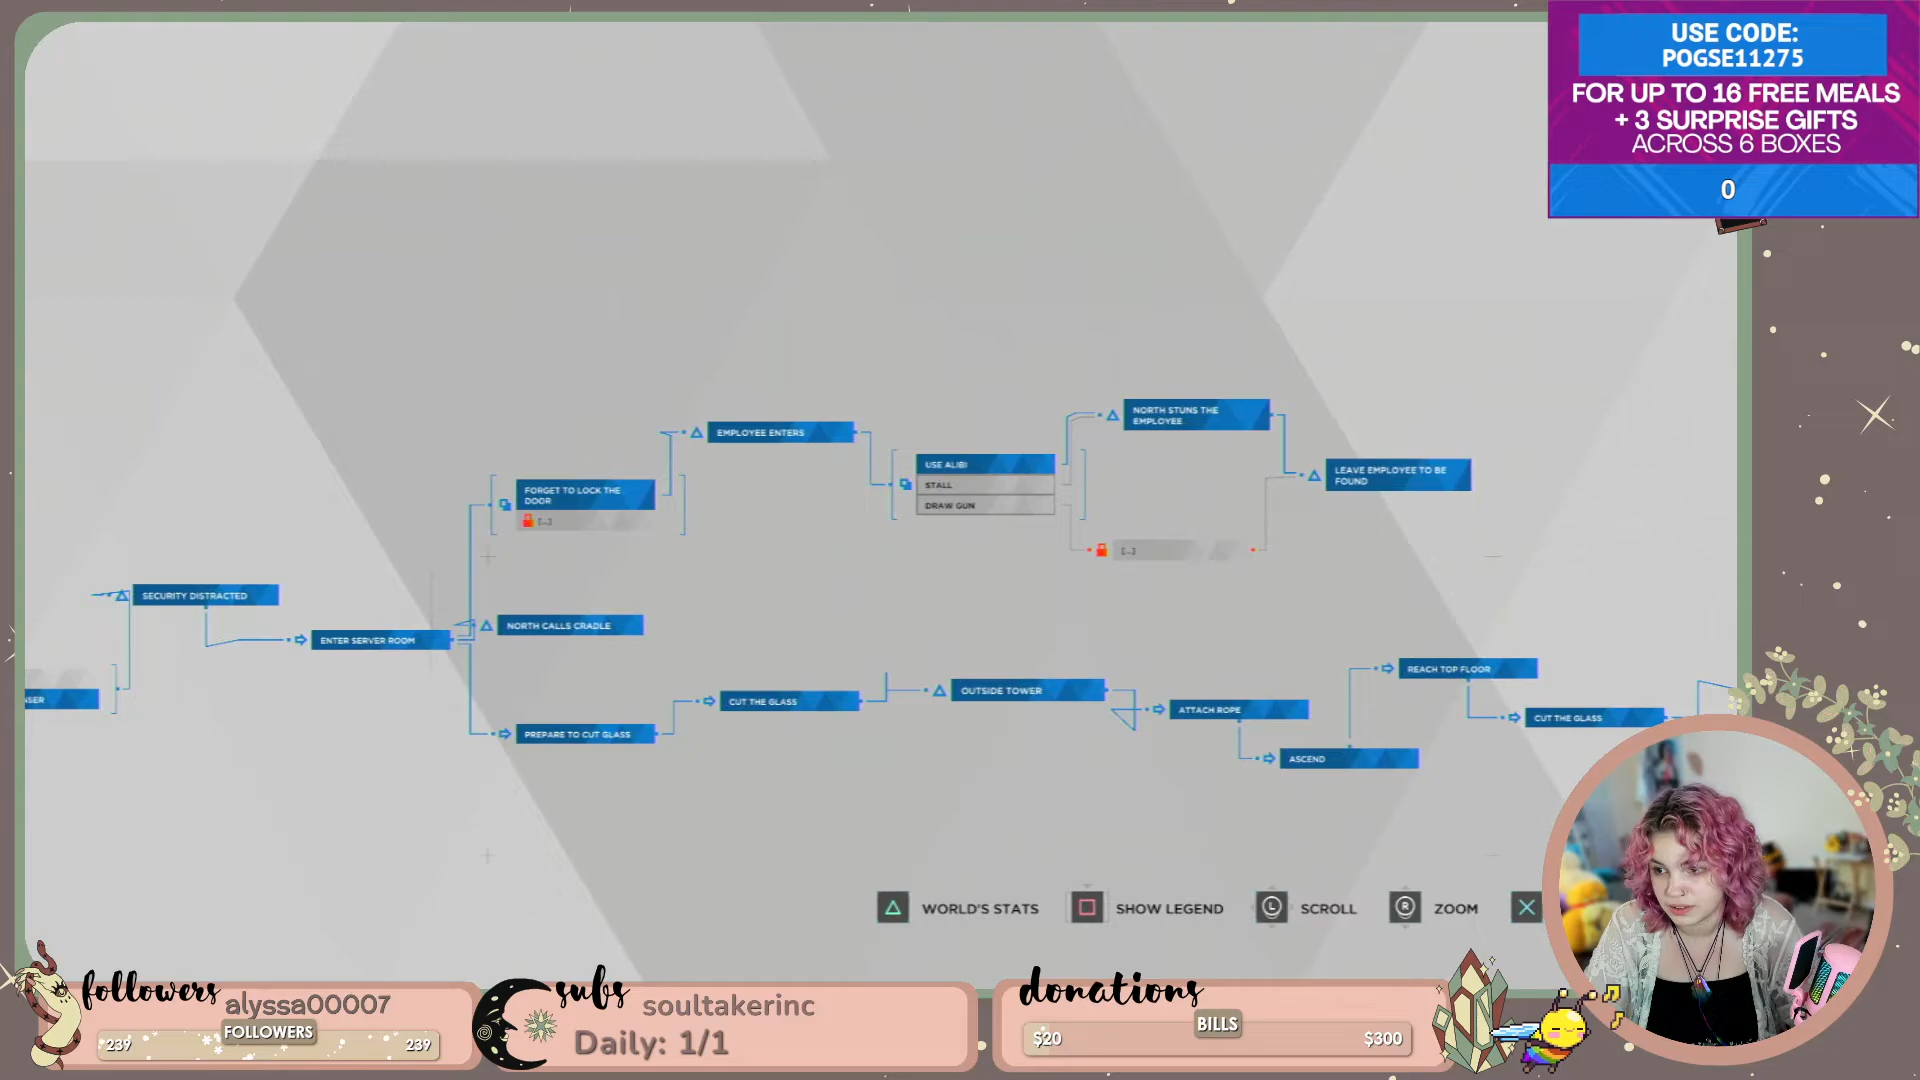 USE CODE:
POGSE11275
FOR UP TO 16 FREE MEALS
+ 3 SURPRISE GIFTS
ACROSS 6 BOXES
0
NORTH STUNS THE
EMPLOYEE
EMPLOYEE ENTERS
USE ALIBI
STALL
DRAW GUN
LEAVE EMPLOYEE TO BE
FOUND
FORGET TO LOCK THE
DOOR
[...]
[...]
SECURITY DISTRACTED
NORTH CALLS CRADLE
ENTER SERVER ROOM
NSER
OUTSIDE TOWER
REACH TOP FLOOR
CUT THE GLASS
ATTACH ROPE
CUT THE GLASS
PREPARE TO CUT GLASS
ASCEND
WORLD'S STATS
SHOW LEGEND
L
SCROLL
R
ZOOM
followers
alyssa00007
FOLLOWERS
239
239
subs
soultakerinc
Daily: 1/1
donations
BILLS
$20
$300